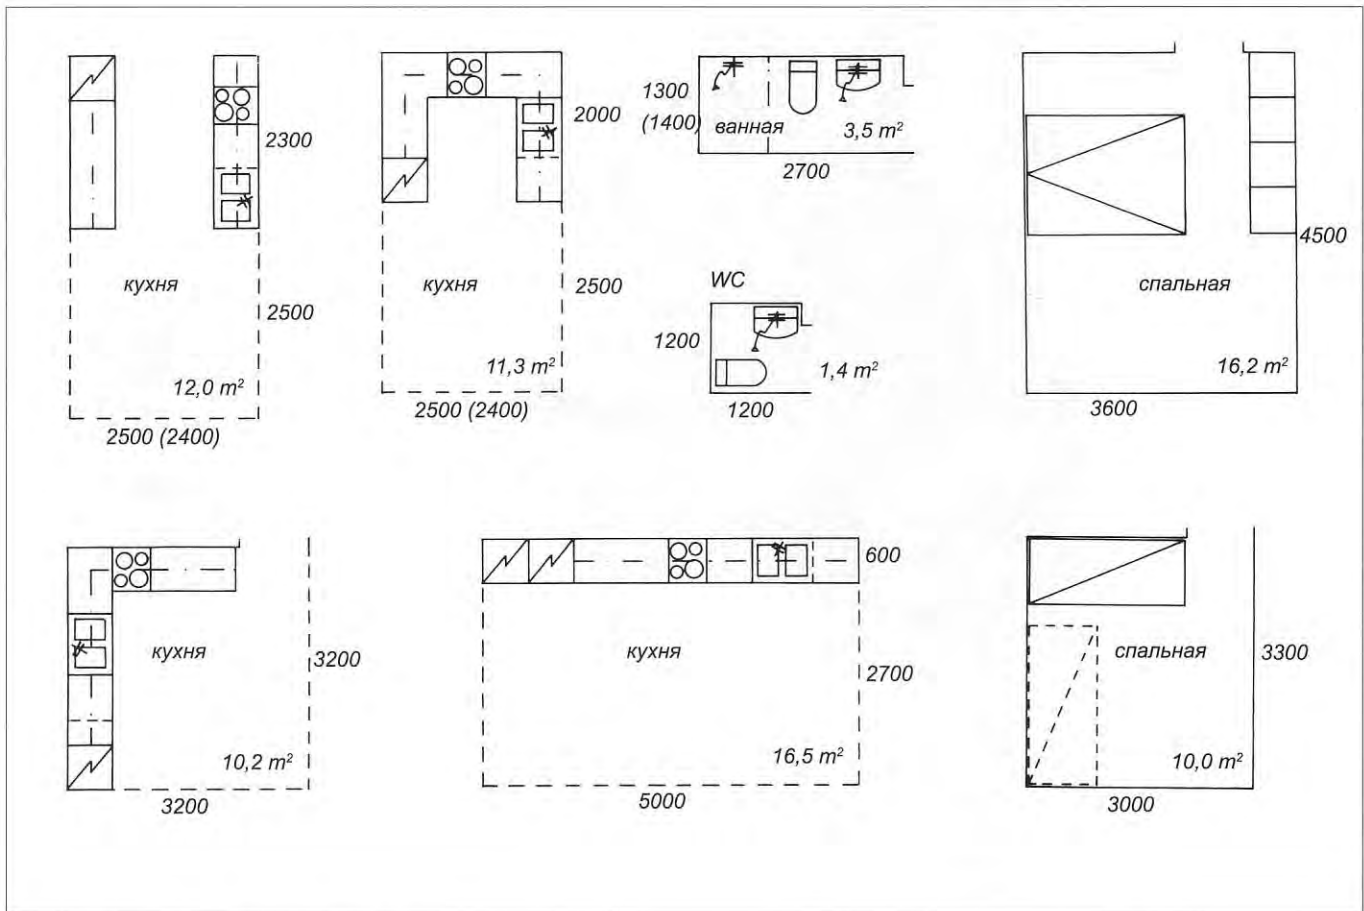 2300
кухня
2500
12,0 m²
2500 (2400)
2000
кухня
2500
11,3 m²
2500 (2400)
1300
(1400)
ванная
3,5 m²
2700
WC
1200
1,4 m²
1200
4500
спальная
16,2 m²
3600
кухня
3200
10,2 m²
3200
600
кухня
2700
16,5 m²
5000
спальная
3300
10,0 m²
3000